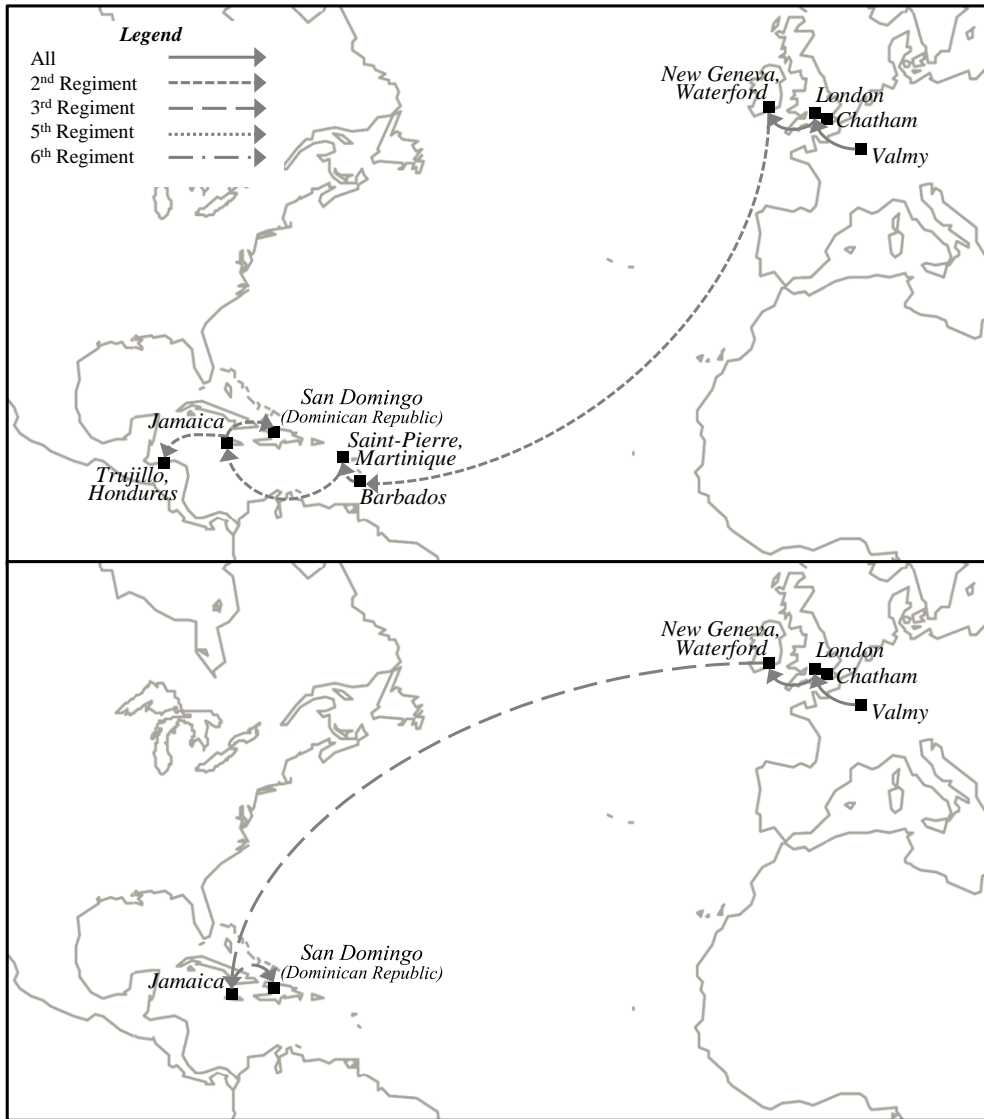 Legend
All
2nd Regiment
3rd Regiment
5th Regiment
6th Regiment
New Geneva,
Waterford
London
Chatham
Valmy
San Domingo
(Dominican Republic)
Jamaica
Saint-Pierre,
Martinique
Trujillo,
Honduras
Barbados
New Geneva,
Waterford
London
Chatham
Valmy
San Domingo
(Dominican Republic)
Jamaica